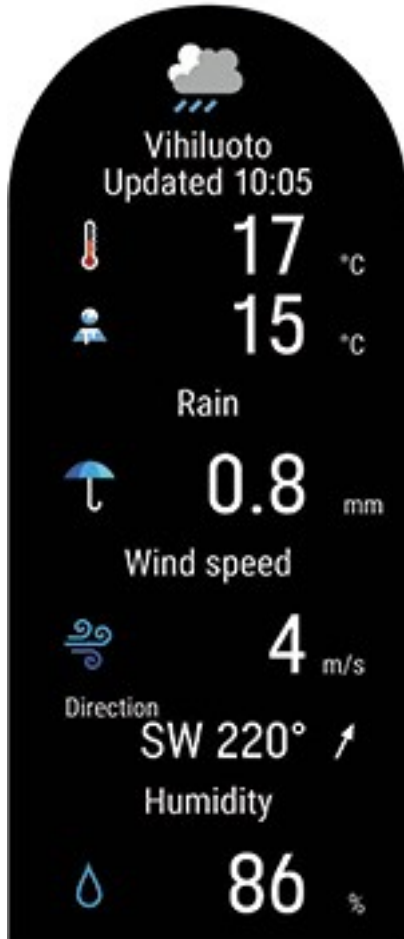 Vihiluoto
Updated 10:05
17 °C
15 °C
Rain
0.8 mm
Wind speed
4 m/s
Direction
SW 220°
Humidity
86 %